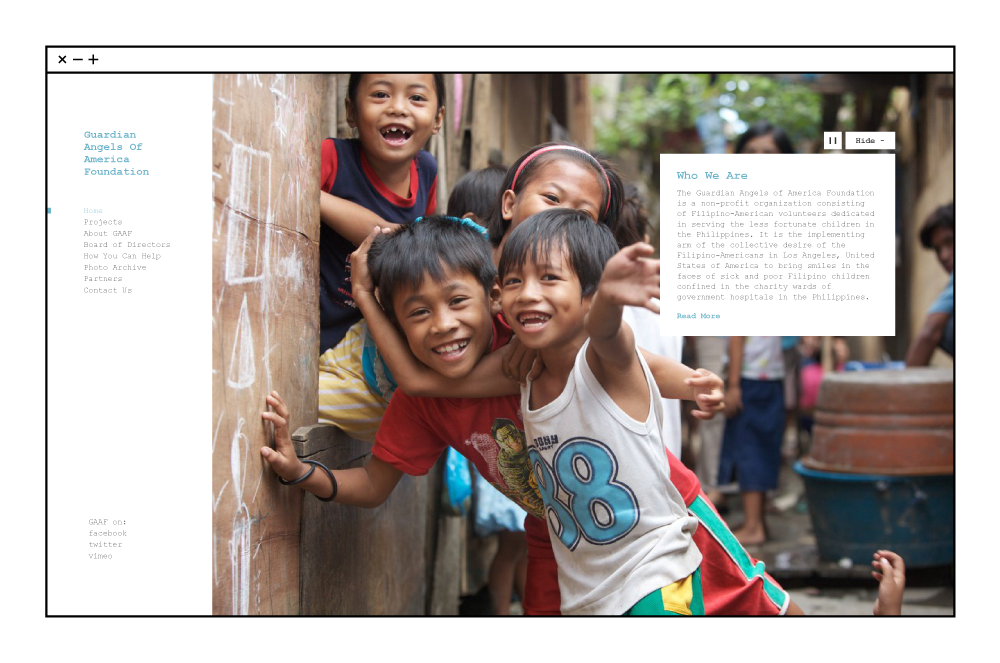 Guardian
Angels Of
America
Foundation
Home
Projects
About GAAF
Board of Directors
How You Can Help
Photo Archive
Partners
Contact Us
GAAF on:
facebook
twitter
vimeo
Hide -
Who We Are
The Guardian Angels of America Foundation
is a non-profit organization consisting
of Filipino-American volunteers dedicated
in serving the less fortunate children in
the Philippines. It is the implementing
arm of the collective desire of the
Filipino-Americans in Los Angeles, United
States of America to bring smiles in the
faces of sick and poor Filipino children
confined in the charity wards of
government hospitals in the Philippines.
Read More
88